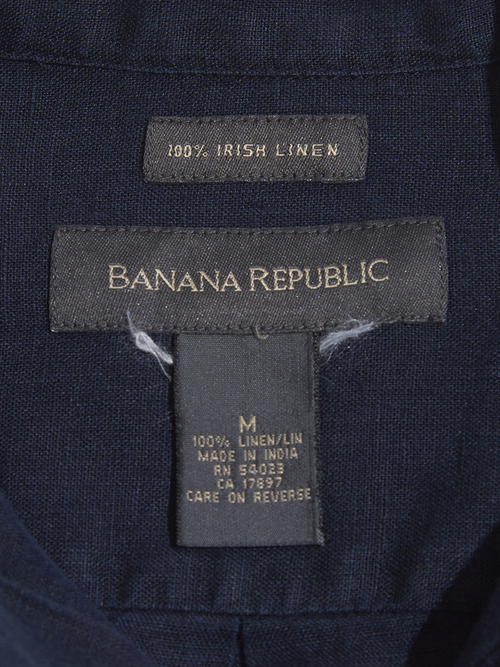 100% IRISH LINEN
BANANA REPUBLIC
M
100% LINEN/LIN
MADE IN INDIA
RN 54023
CA 17897
CARE ON REVERSE